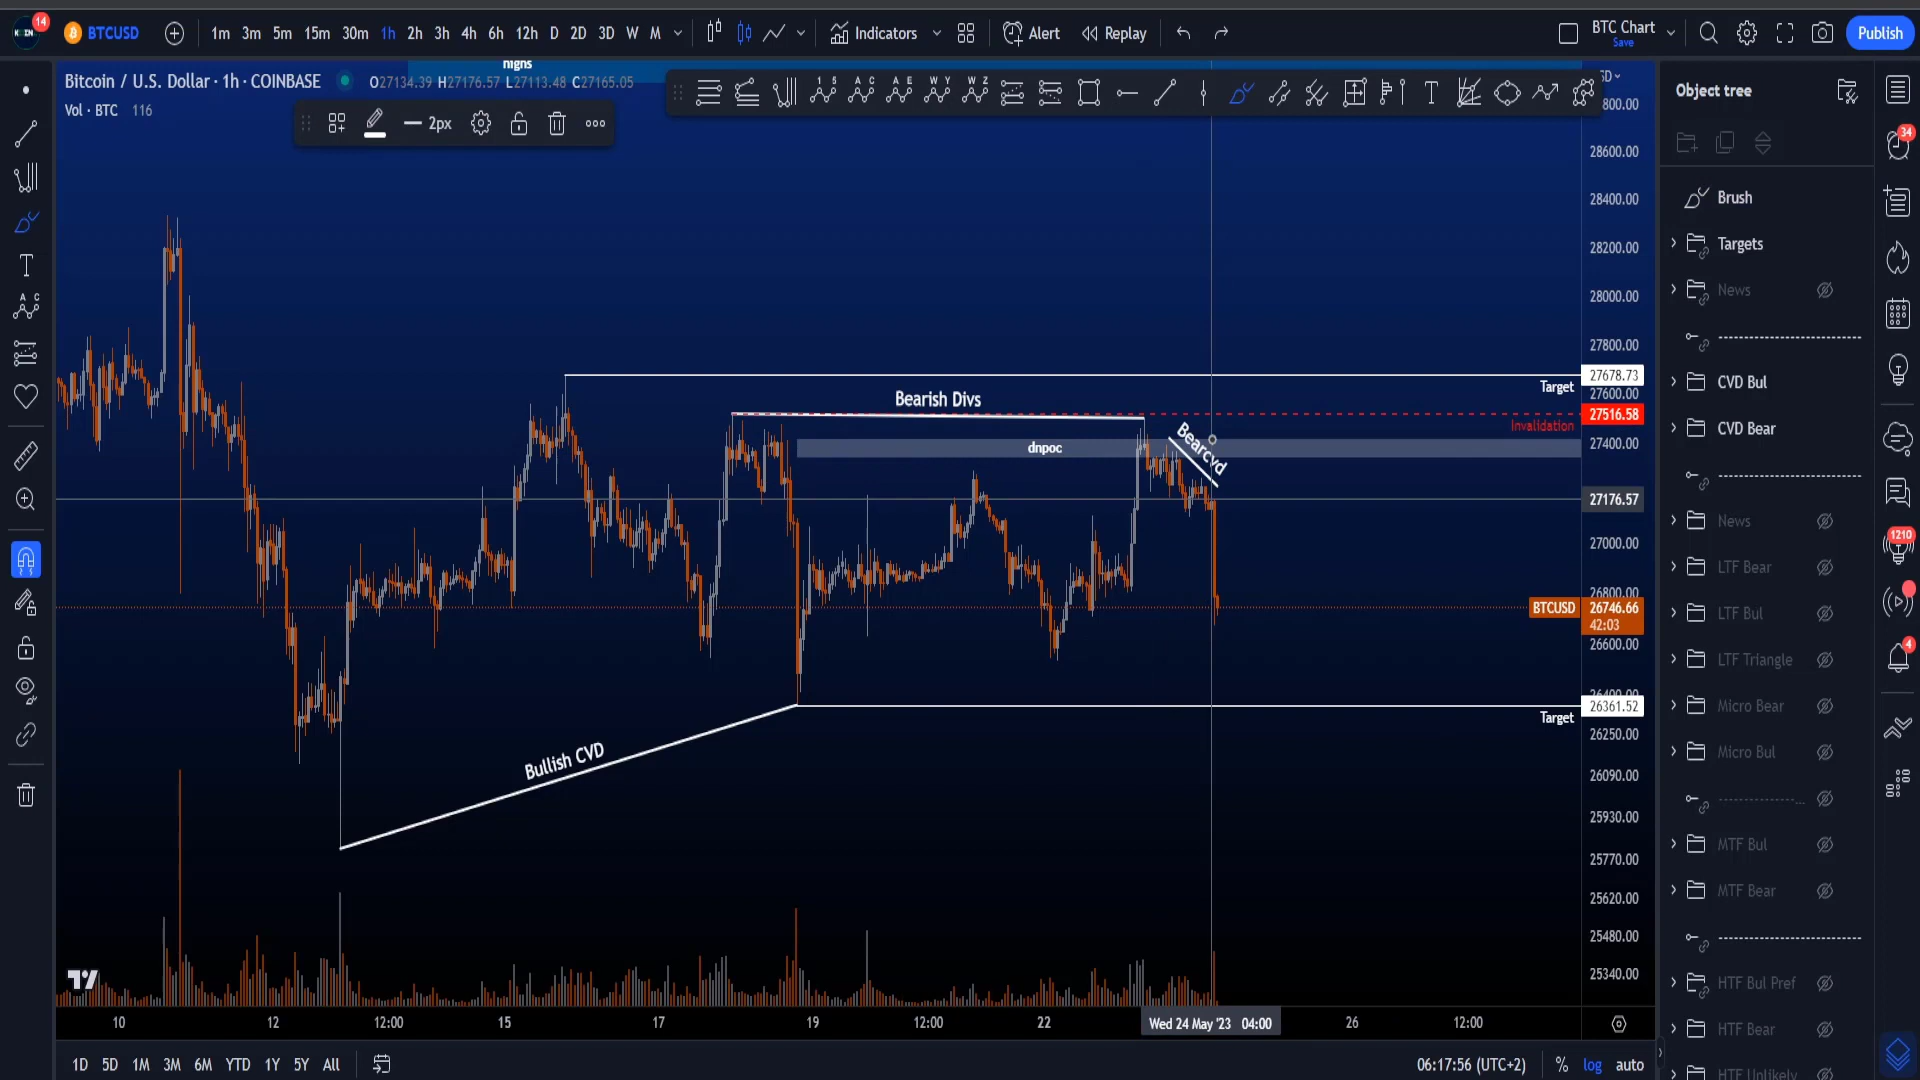 14
BTCUSD
1m 3m 5m 15m 30m 1h 2h 3h 4h 6h 12h D 2D 3D W M
Indicators
Alert
Replay
BTC Chart
Save
Publish
highs
Bitcoin / U.S. Dollar · 1h · COINBASE
O27134.39 H27176.57 L27113.48 C27165.05
Vol · BTC 116
2px
Object tree
Brush
Targets
News
CVD Bul
CVD Bear
News
LTF Bear
LTF Bul
LTF Triangle
Micro Bear
Micro Bul
MTF Bul
MTF Bear
HTF Bul Pref
HTF Bear
HTF Unlikely
34
1210
4
28600.00
28400.00
28200.00
28000.00
27800.00
27678.73
27600.00
27516.58
27400.00
27176.57
27000.00
26800.00
BTCUSD 26746.66
42:03
26600.00
26400.00
26361.52
26250.00
26090.00
25930.00
25770.00
25620.00
25480.00
25340.00
Target
Invalidation
Bearish Divs
dnpoc
Bearcvd
Target
Bullish CVD
10 12 12:00 15 17 19 12:00 22 Wed 24 May '23 04:00 26 12:00
1D 5D 1M 3M 6M YTD 1Y 5Y All
06:17:56 (UTC+2) % log auto